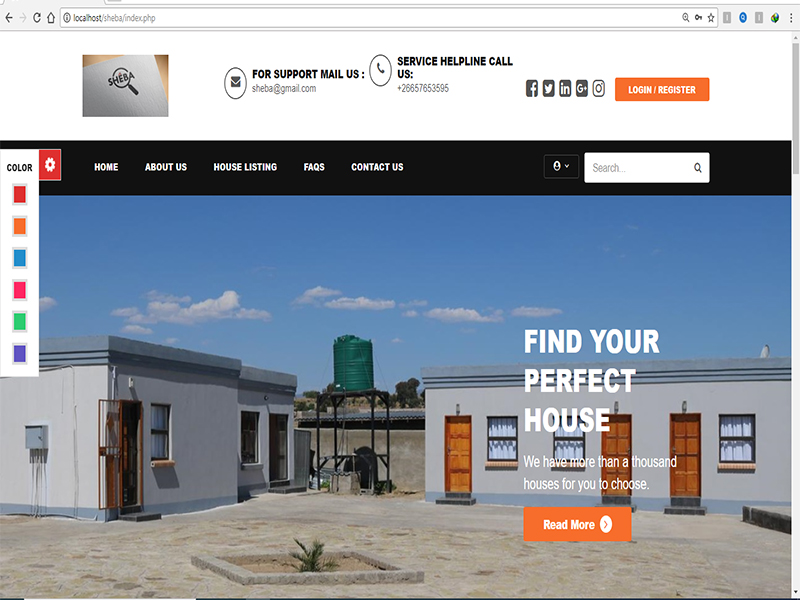 localhost/sheba/index.php
SHEBA
FOR SUPPORT MAIL US :
sheba@gmail.com
SERVICE HELPLINE CALL
US:
+26657653595
LOGIN / REGISTER
COLOR
HOME
ABOUT US
HOUSE LISTING
FAQS
CONTACT US
Search...
FIND YOUR
PERFECT
HOUSE
We have more than a thousand
houses for you to choose.
Read More